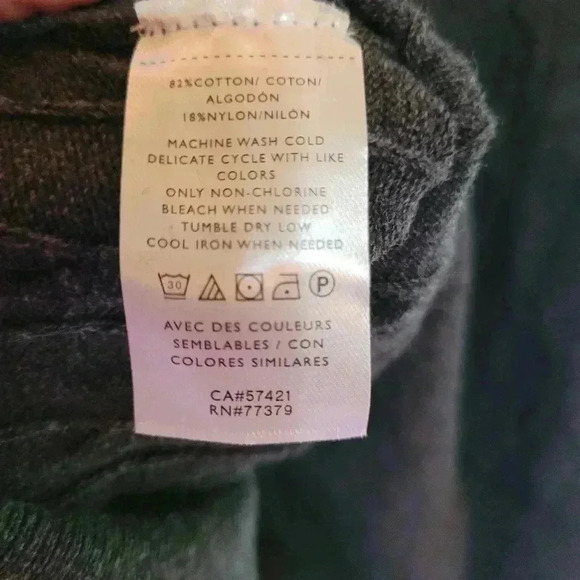 82%COTTON/ COTON/
ALGODÓN
18%NYLON/NILÓN
MACHINE WASH COLD
DELICATE CYCLE WITH LIKE
COLORS
ONLY NON-CHLORINE
BLEACH WHEN NEEDED
TUMBLE DRY LOW
COOL IRON WHEN NEEDED
30 P
AVEC DES COULEURS
SEMBLABLES / CON
COLORES SIMILARES
CA#57421
RN#77379